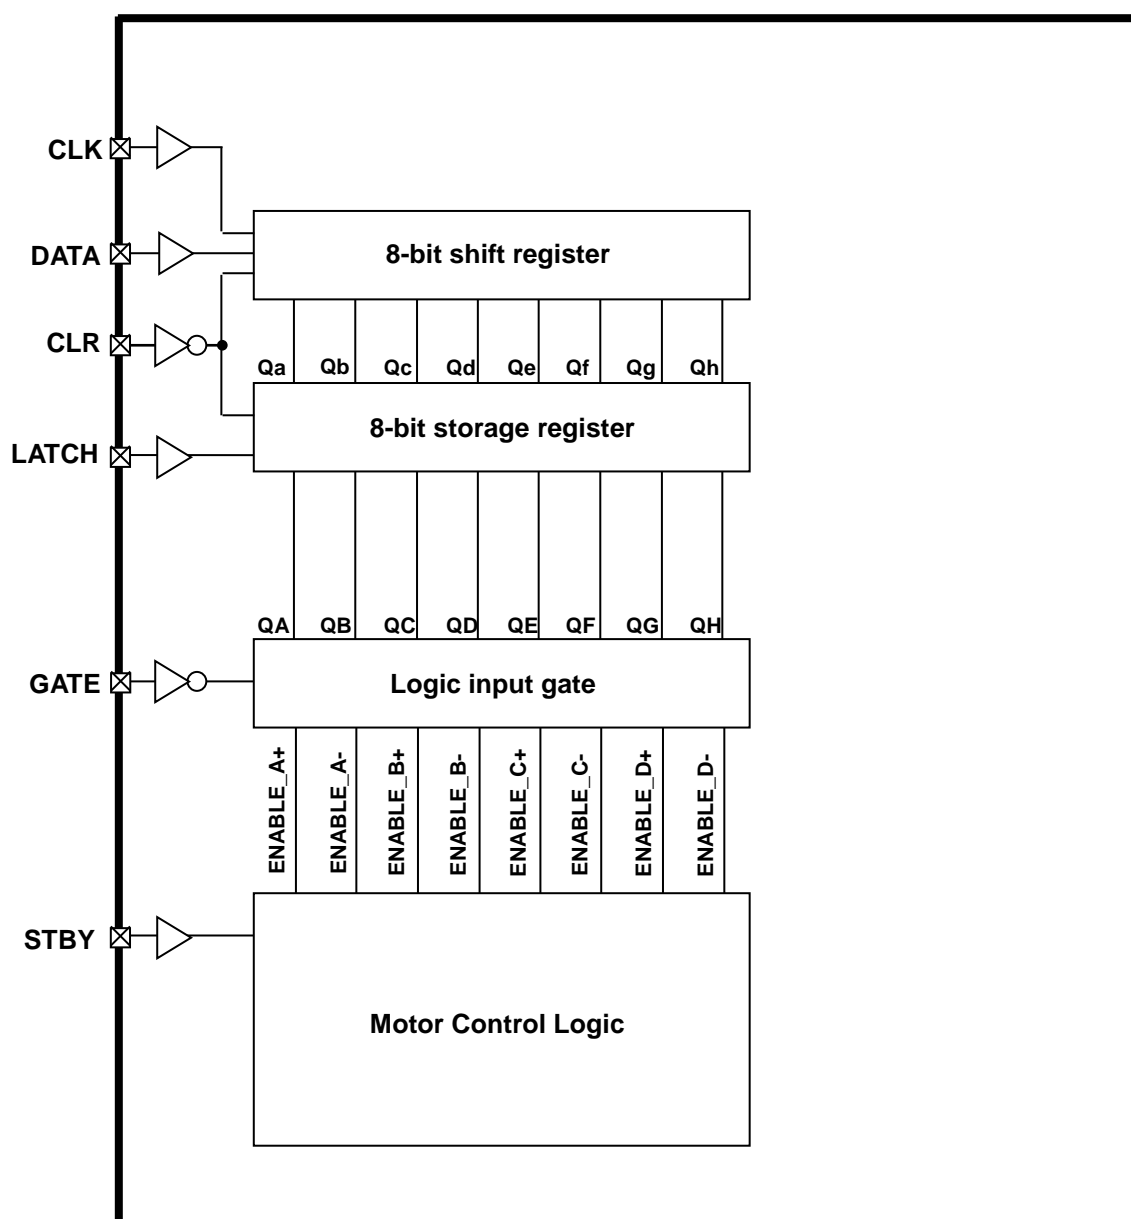 CLK
DATA
8-bit shift register
CLR
Qa Qb Qc Qd Qe Qf Qg Qh
8-bit storage register
LATCH
QA QB QC QD QE QF QG QH
GATE
Logic input gate
ENABLE_A+
ENABLE_A-
ENABLE_B+
ENABLE_B-
ENABLE_C+
ENABLE_C-
ENABLE_D+
ENABLE_D-
STBY
Motor Control Logic